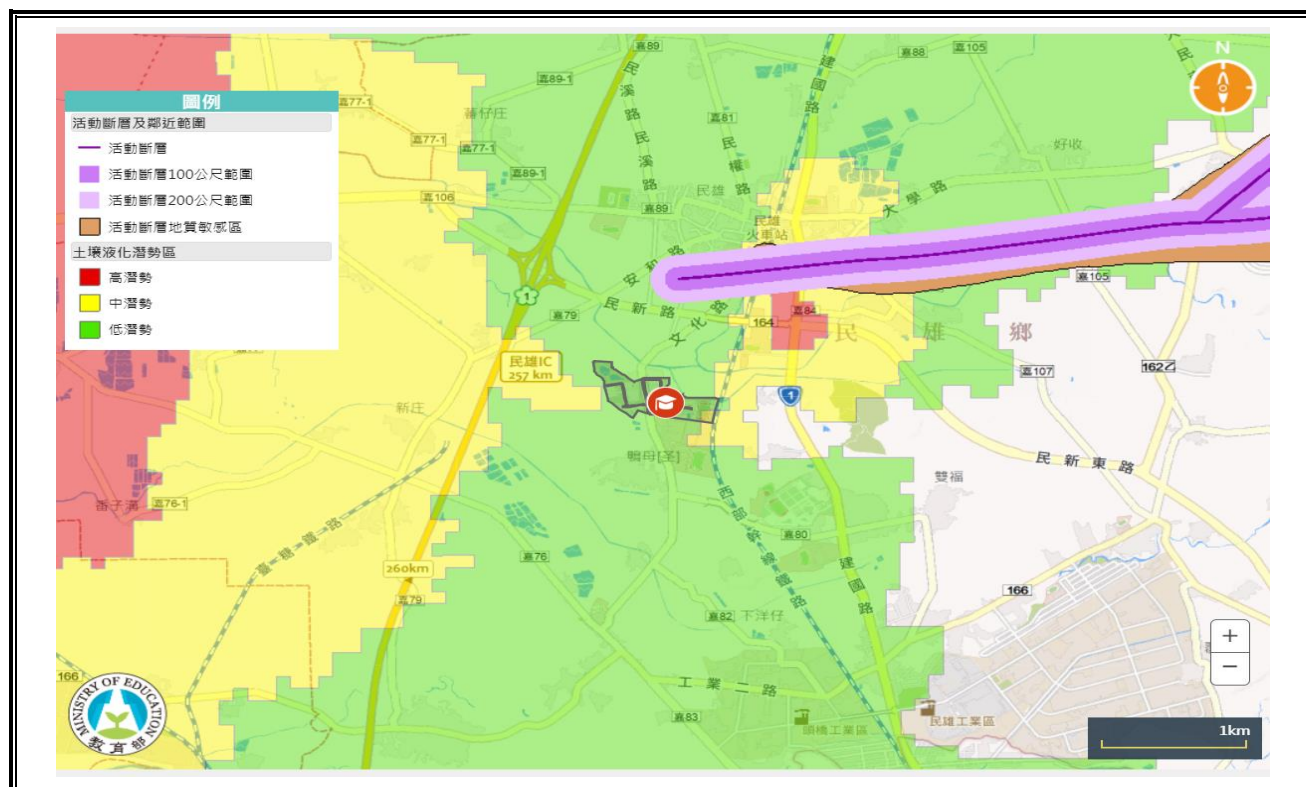 圖例
活動斷層及鄰近範圍
活動斷層
活動斷層100公尺範圍
活動斷層200公尺範圍
活動斷層地質敏感區
土壤液化潛勢區
高潛勢
中潛勢
低潛勢
嘉89
嘉88
嘉105
N
嘉89-1
嘉77-1
蕃仔庄
民溪路
建國路
嘉81
民權路
嘉77-1
嘉77-1
好收
嘉89-1
民溪路
民雄
大學路
嘉106
嘉89
民雄
火車站
安和路
嘉105
1
民新路
嘉79
文化路
164
嘉84
民雄鄉
民雄IC
257 km
嘉107
162乙
新庄
1
鴨母[圣]
民新東路
雙福
番子溝
嘉76-1
臺糖鐵路
西部幹線鐵路
嘉80
嘉76
260km
建國路
嘉79
166
嘉82
下洋仔
166
工業二路
嘉83
頭橋工業區
民雄工業區
+
−
1km
MINISTRY OF EDUCATION
教育部